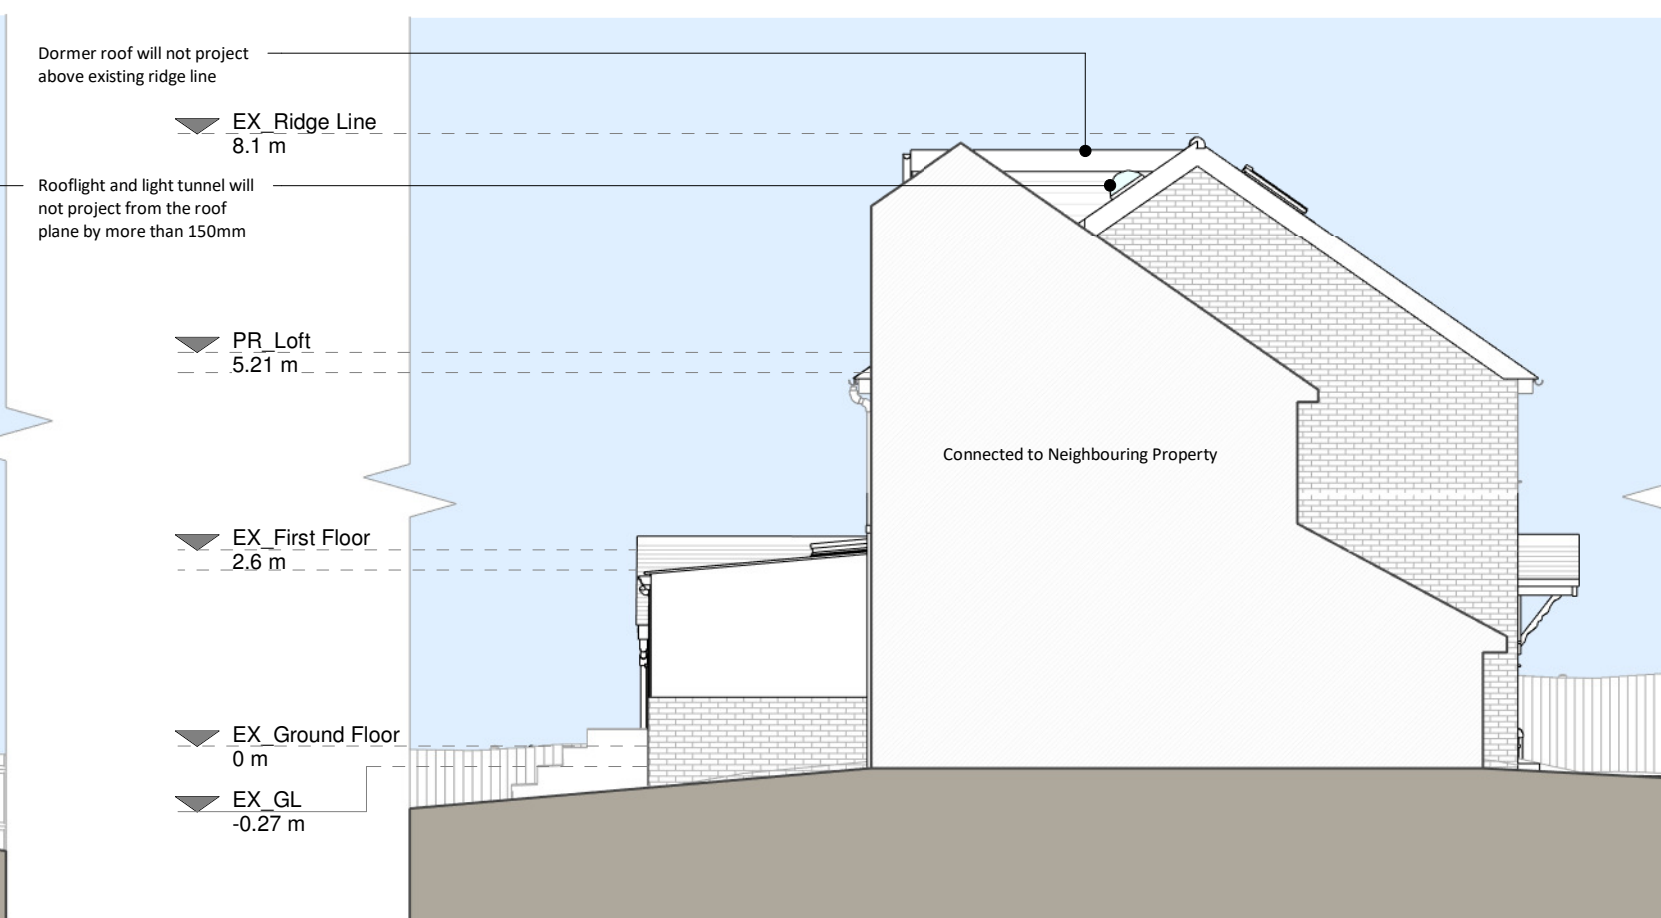 Dormer roof will not project
above existing ridge line
EX_Ridge Line
8.1 m
Rooflight and light tunnel will
not project from the roof
plane by more than 150mm
PR_Loft
5.21 m
Connected to Neighbouring Property
EX_First Floor
2.6 m
EX_Ground Floor
0 m
EX_GL
-0.27 m